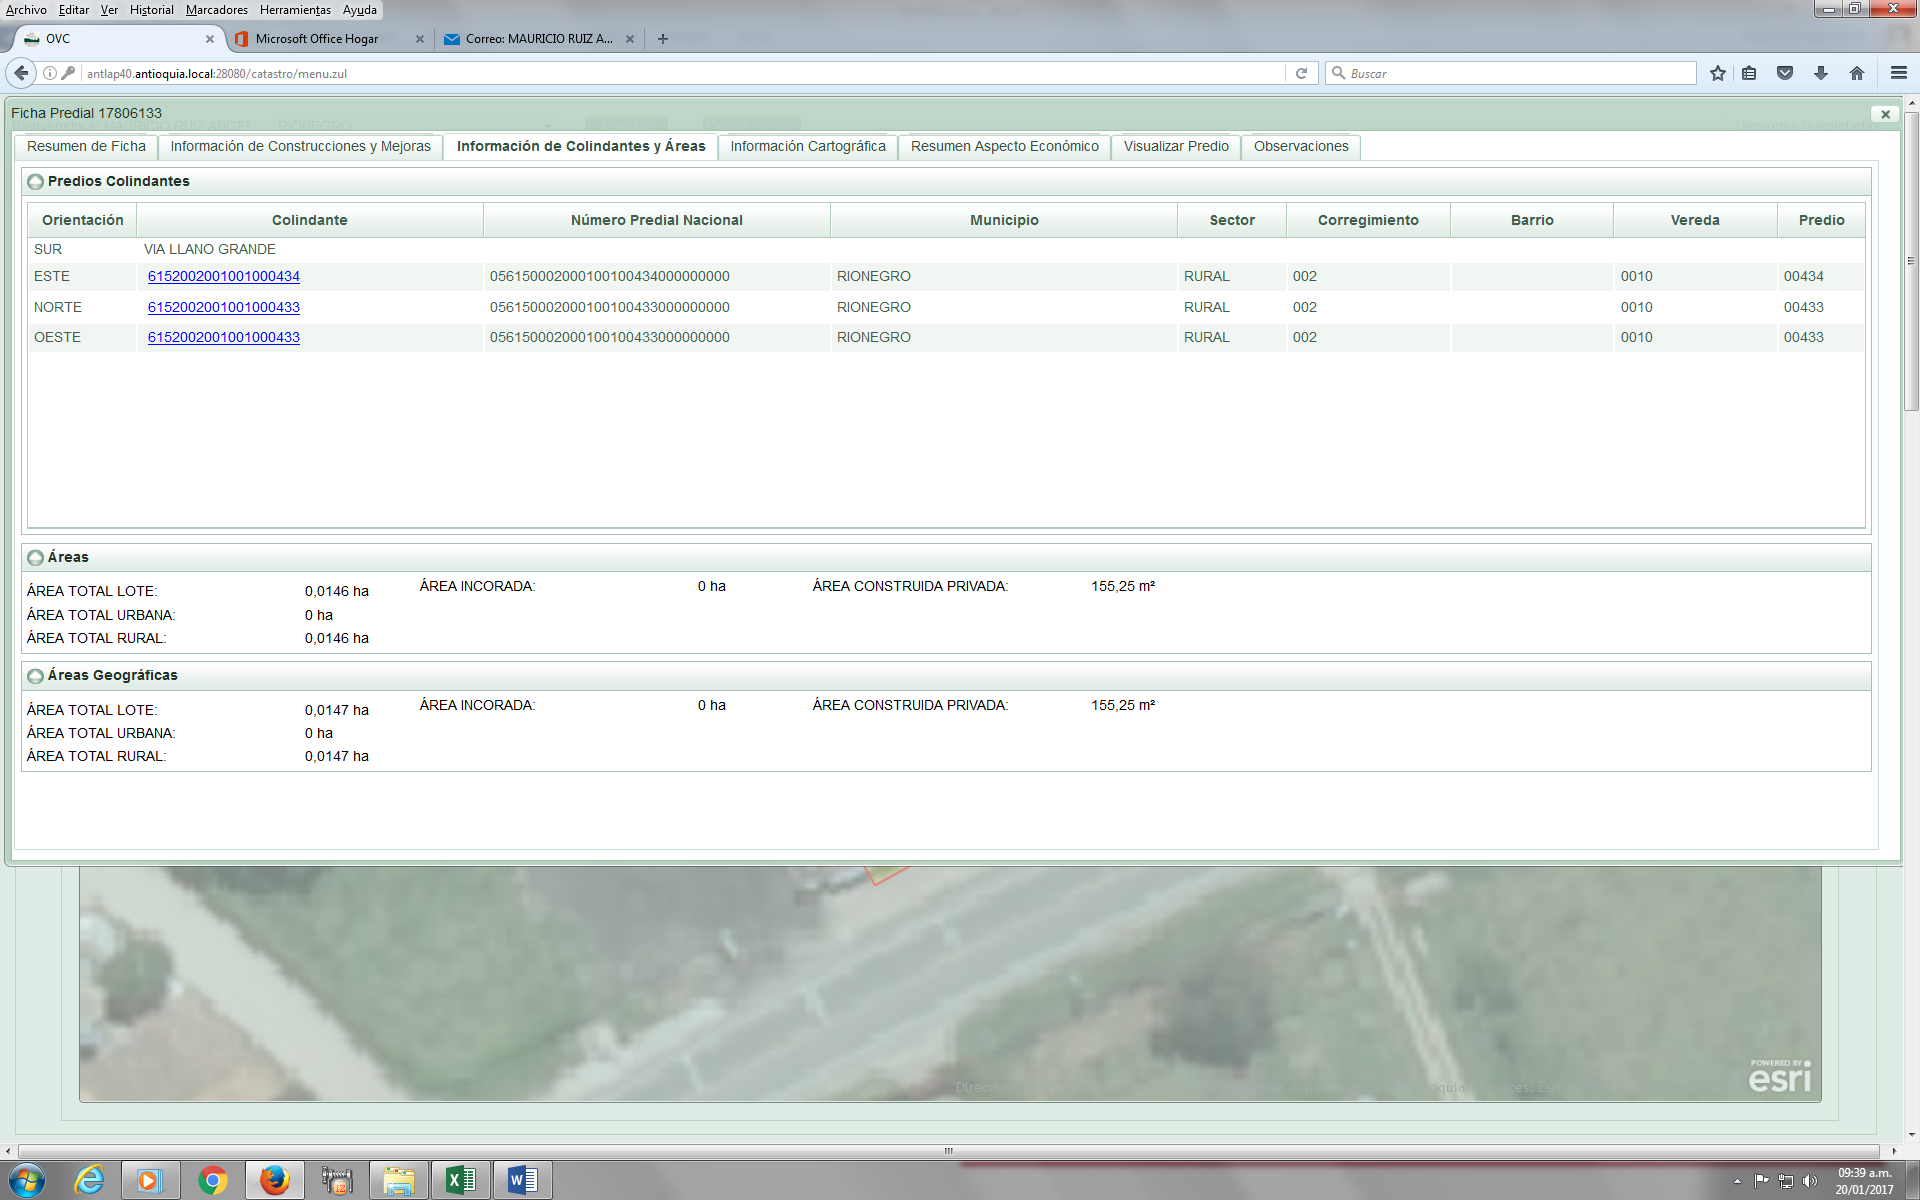 Archivo Editar Ver Historial Marcadores Herramientas Ayuda
OVC
Microsoft Office Hogar
Correo: MAURICIO RUIZ A...
antlap40.antioquia.local:28080/catastro/menu.zul
Buscar
Ficha Predial 17806133
Resumen de Ficha
Información de Construcciones y Mejoras
Información de Colindantes y Áreas
Información Cartográfica
Resumen Aspecto Económico
Visualizar Predio
Observaciones
Predios Colindantes
Orientación Colindante Número Predial Nacional Municipio Sector Corregimiento Barrio Vereda Predio
SUR VIA LLANO GRANDE
ESTE 6152002001001000434 056150002000100100434000000000 RIONEGRO RURAL 002 0010 00434
NORTE 6152002001001000433 056150002000100100433000000000 RIONEGRO RURAL 002 0010 00433
OESTE 6152002001001000433 056150002000100100433000000000 RIONEGRO RURAL 002 0010 00433
Áreas
ÁREA TOTAL LOTE: 0,0146 ha ÁREA INCORADA: 0 ha ÁREA CONSTRUIDA PRIVADA: 155,25 m²
ÁREA TOTAL URBANA: 0 ha
ÁREA TOTAL RURAL: 0,0146 ha
Áreas Geográficas
ÁREA TOTAL LOTE: 0,0147 ha ÁREA INCORADA: 0 ha ÁREA CONSTRUIDA PRIVADA: 155,25 m²
ÁREA TOTAL URBANA: 0 ha
ÁREA TOTAL RURAL: 0,0147 ha
POWERED BY
esri
09:39 a.m.
20/01/2017